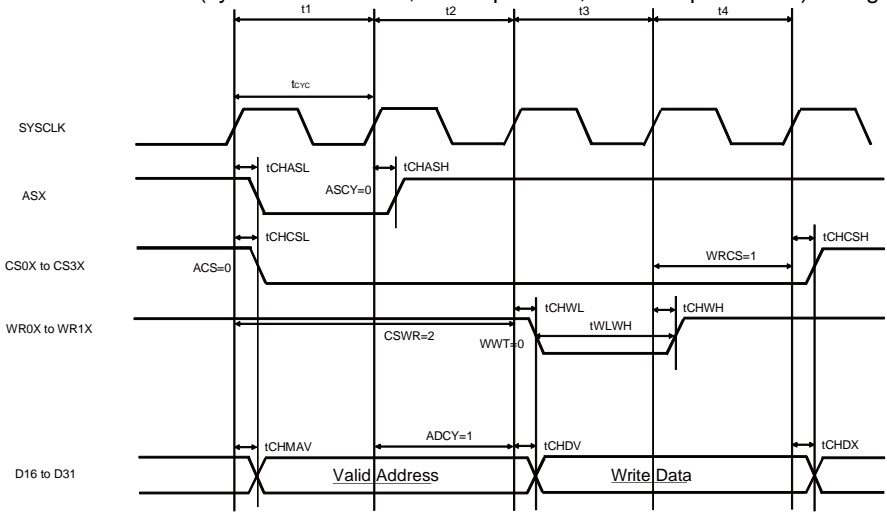 t1 t2 t3 t4
tCYC
SYSCLK
tCHASL
ASCY=0
tCHASH
ASX
tCHCSL
tCHCSH
CS0X to CS3X
ACS=0
WRCS=1
tCHWL
tCHWH
WR0X to WR1X
CSWR=2
WWT=0
tWLWH
tCHMAV
ADCY=1
tCHDV
tCHDX
D16 to D31
Valid Address
Write Data